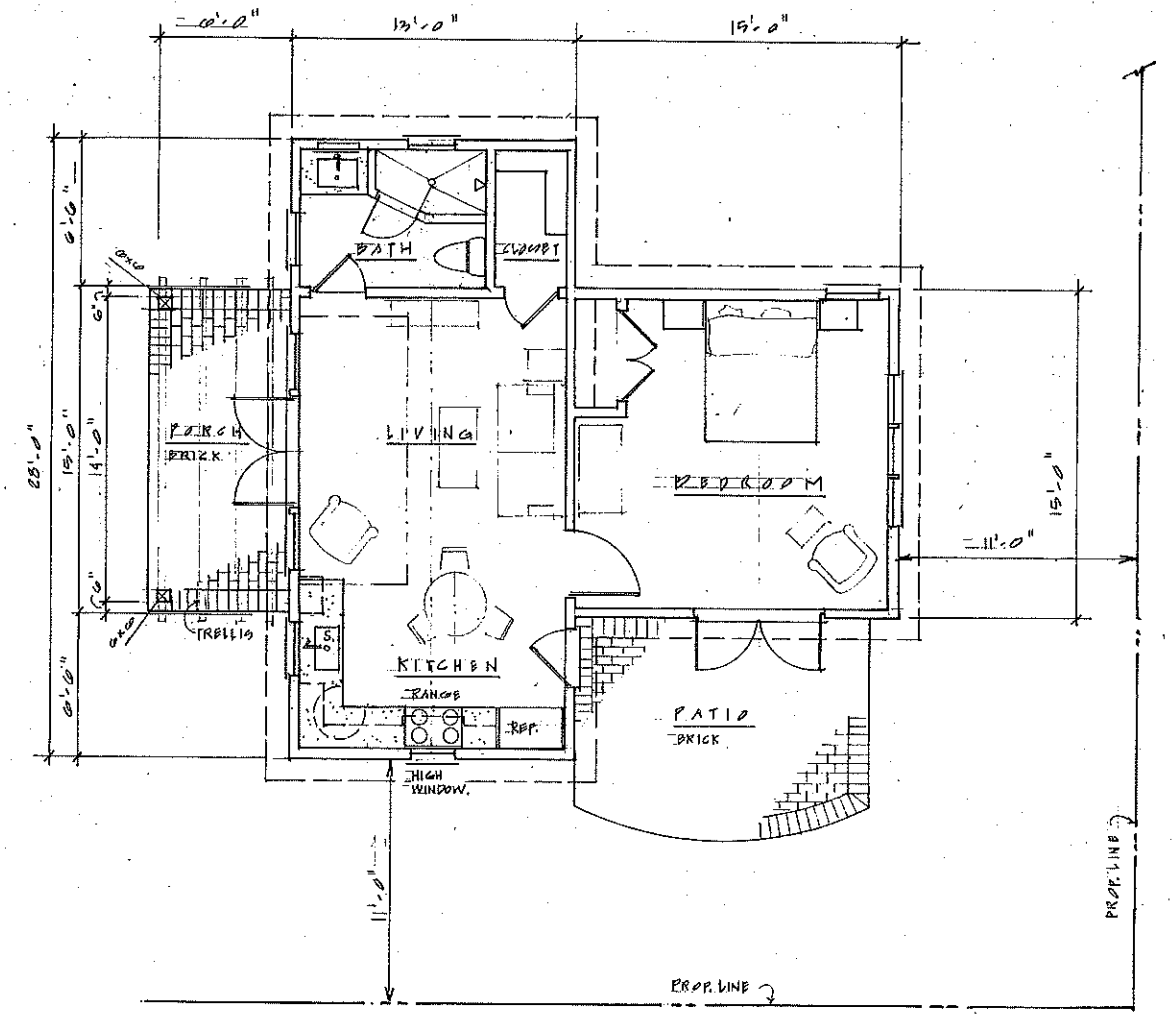 6'-0"
13'-0"
15'-0"
6'-6"
6x6
BATH
CLOSET
6"
28'-0"
15'-0"
14'-0"
PORCH
BRICK
LIVING
BEDROOM
15'-0"
11'-0"
6"
6x6
TRELLIS
6'-6"
S.
KITCHEN
RANGE
REF.
PATIO
BRICK
HIGH
WINDOW.
11'-0"
PROP. LINE
PROP. LINE